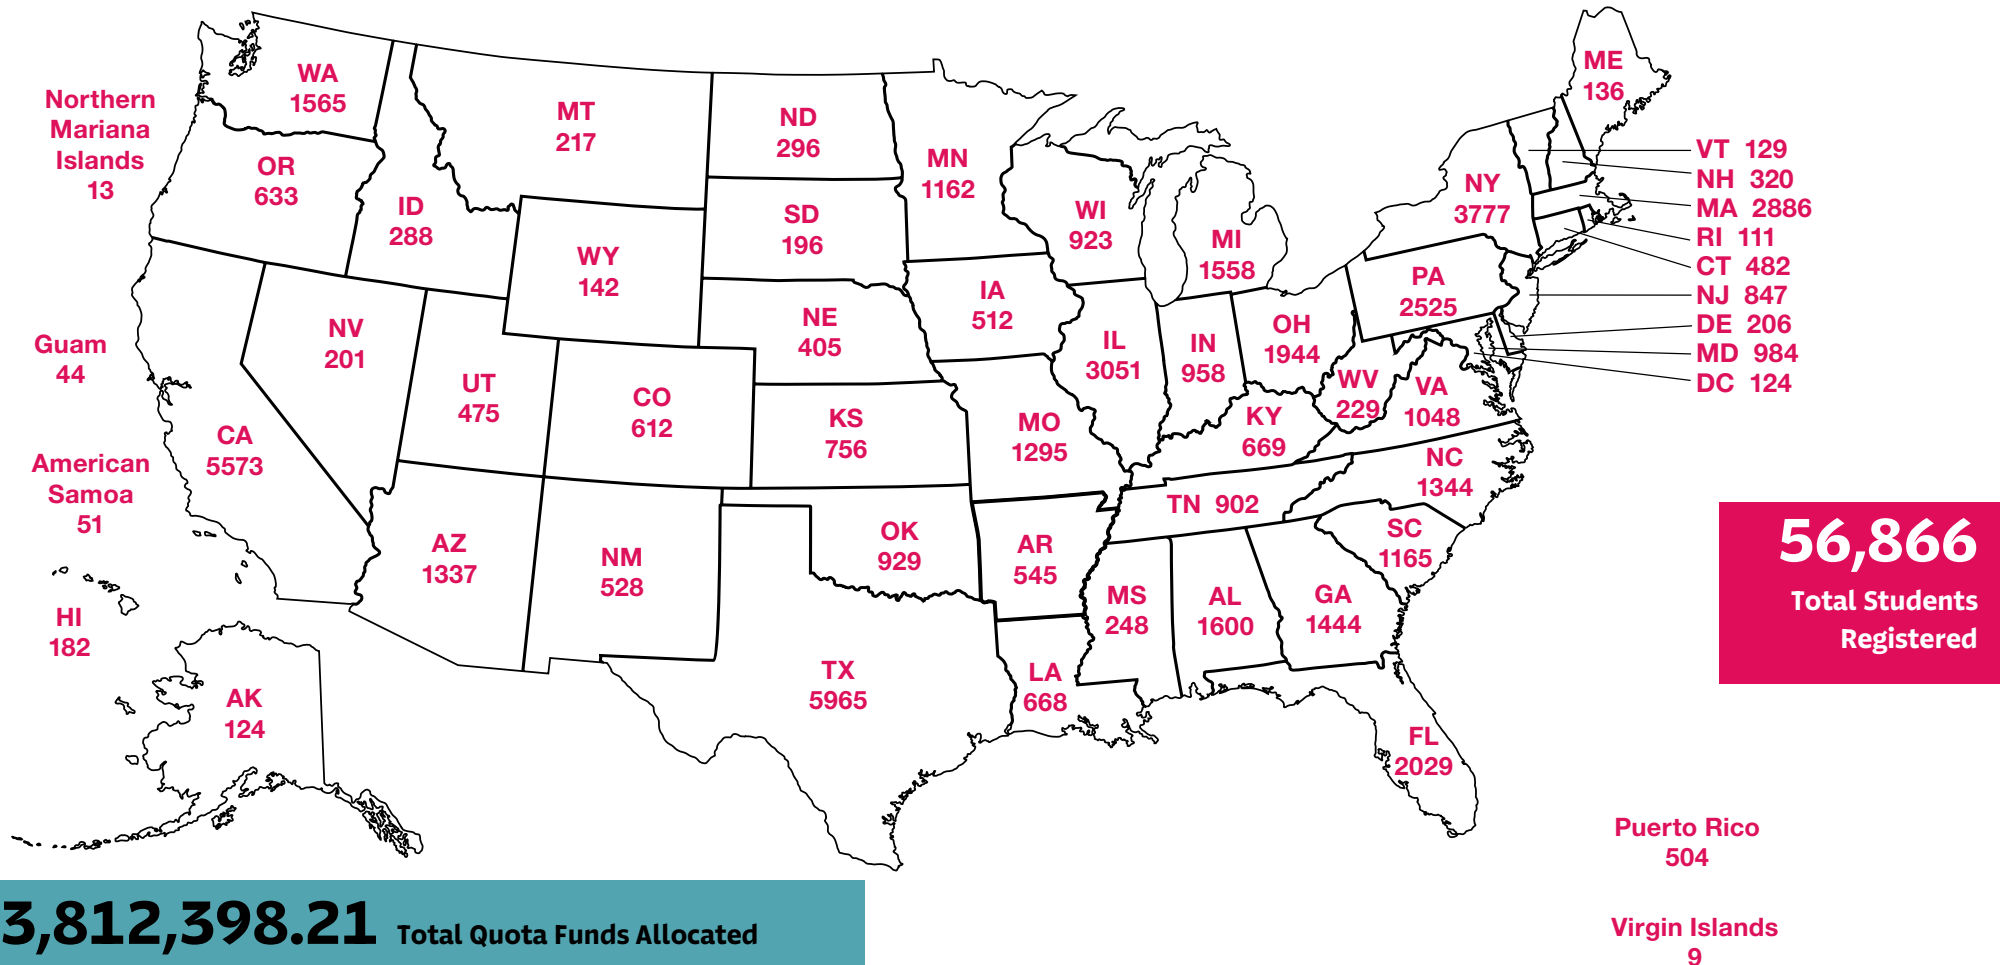 WA
1565
Northern
Mariana
Islands
13
OR
633
ID
288
MT
217
ND
296
MN
1162
SD
196
WY
142
WI
923
MI
1558
NY
3777
ME
136
VT 129
NH 320
MA 2886
RI 111
CT 482
NJ 847
DE 206
MD 984
DC 124
PA
2525
Guam
44
NV
201
UT
475
CO
612
NE
405
IA
512
IL
3051
IN
958
OH
1944
WV
229
VA
1048
KY
669
KS
756
MO
1295
CA
5573
American
Samoa
51
NC
1344
TN 902
SC
1165
AZ
1337
NM
528
OK
929
AR
545
MS
248
AL
1600
GA
1444
56,866
Total Students
Registered
HI
182
AK
124
TX
5965
LA
668
FL
2029
Puerto Rico
504
Virgin Islands
9
3,812,398.21 Total Quota Funds Allocated